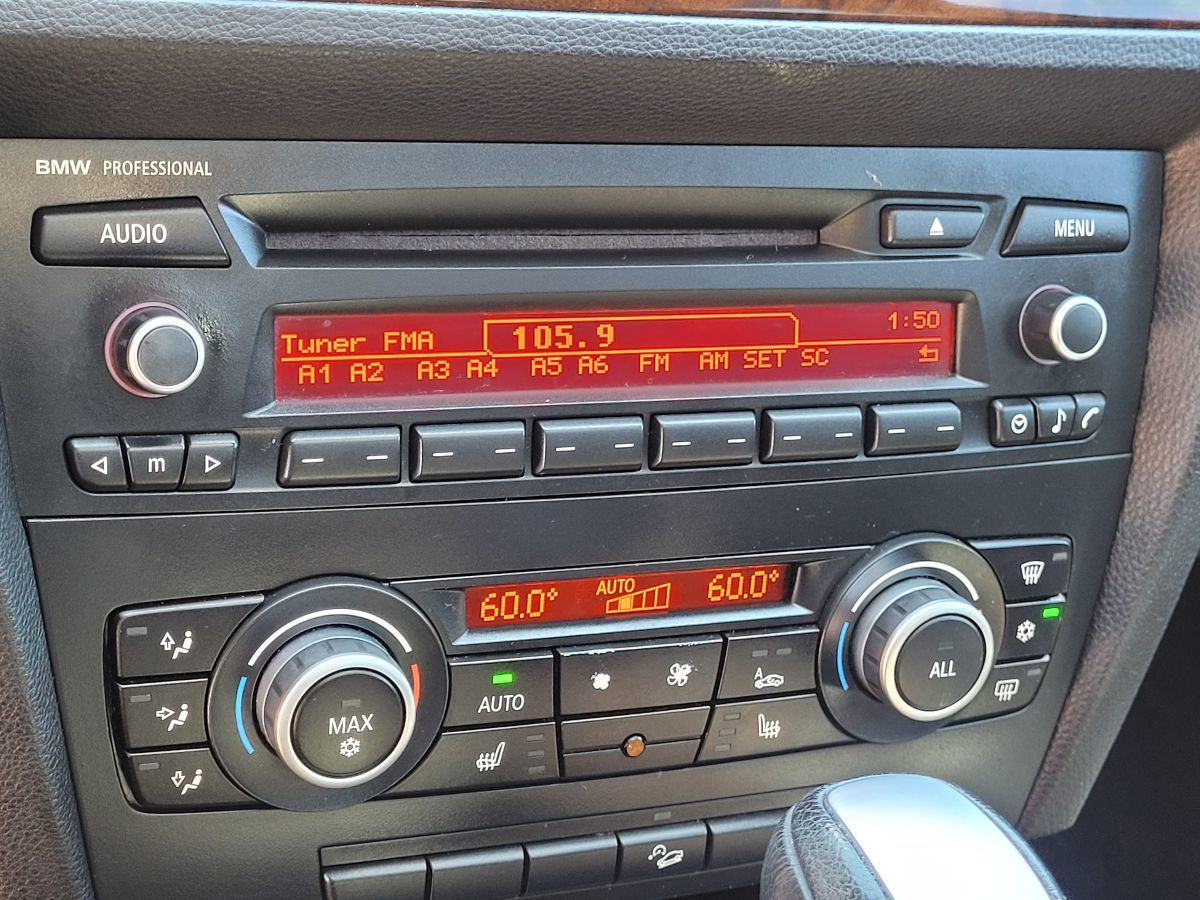 BMW PROFESSIONAL
AUDIO
MENU
Tuner FMA 105.9 1:50
A1 A2 A3 A4 A5 A6 FM AM SET SC
m
60.0° AUTO 60.0°
MAX
AUTO
A
ALL